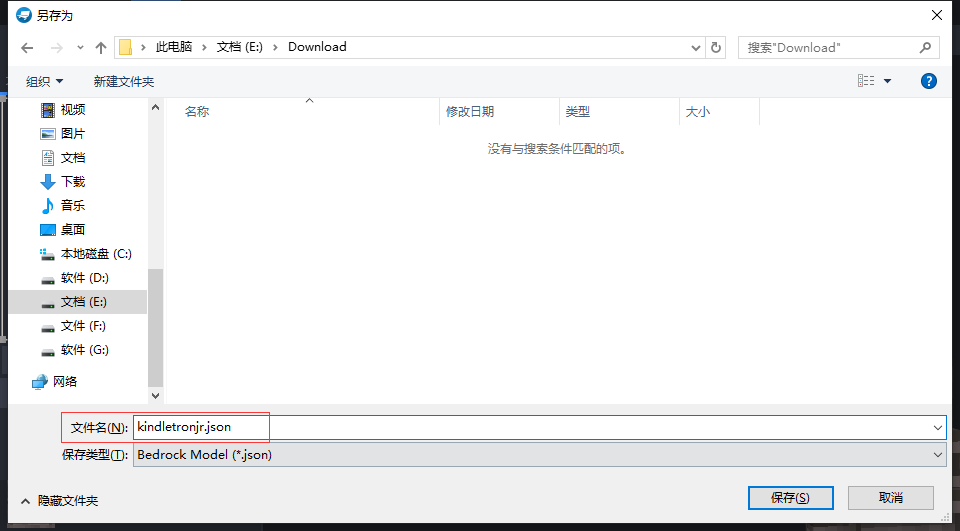 另存为
此电脑 > 文档 (E:) > Download
搜索"Download"
组织
新建文件夹
视频
图片
文档
下载
音乐
桌面
本地磁盘 (C:)
软件 (D:)
文档 (E:)
文件 (F:)
软件 (G:)
网络
名称
修改日期
类型
大小
没有与搜索条件匹配的项。
文件名(N):
kindletronjr.json
保存类型(T):
Bedrock Model (*.json)
隐藏文件夹
保存(S)
取消